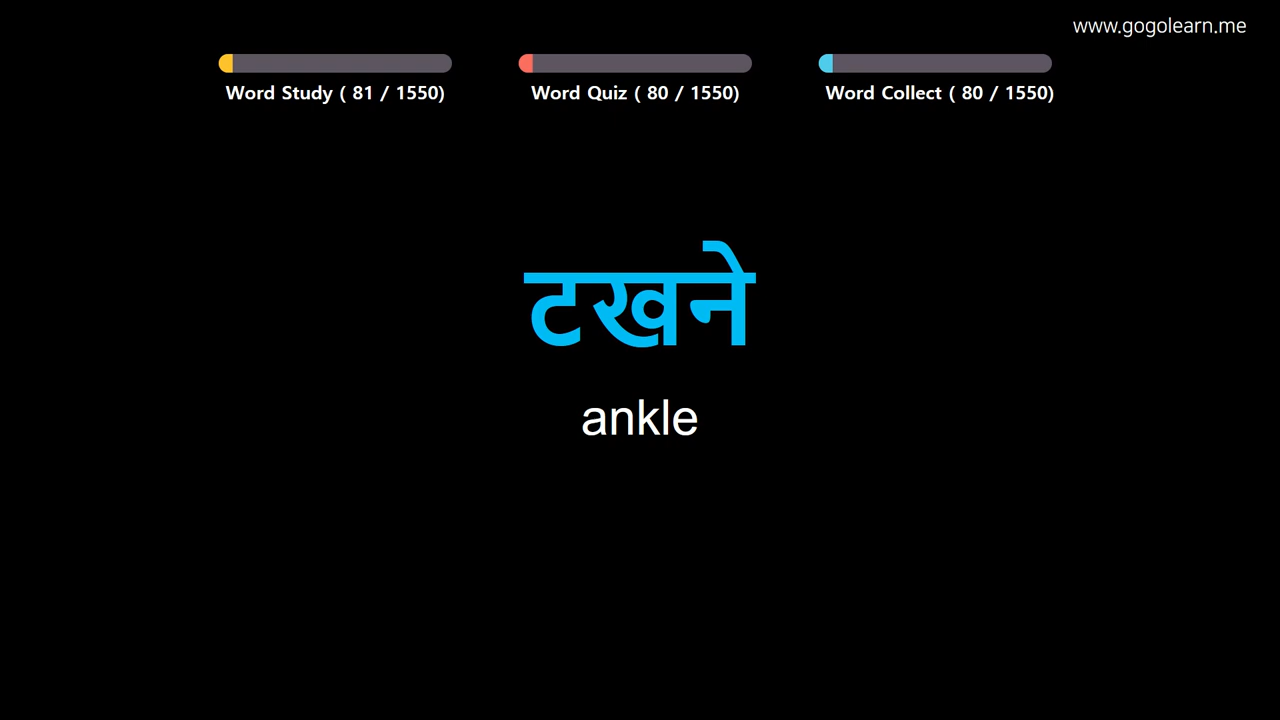 www.gogolearn.me
Word Study ( 81 / 1550)
Word Quiz ( 80 / 1550)
Word Collect ( 80 / 1550)
टखने
ankle